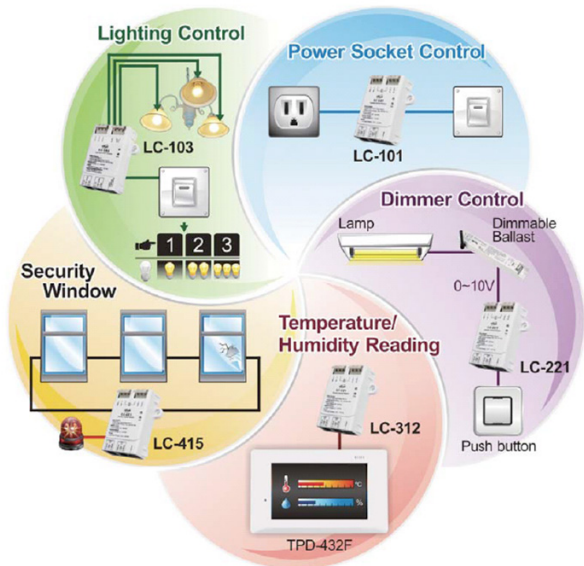 Lighting Control
LC-103
1 2 3
Power Socket Control
LC-101
Dimmer Control
Lamp
Dimmable
Ballast
0~10V
LC-221
Push button
Security
Window
LC-415
Temperature/
Humidity Reading
LC-312
°C
%
TPD-432F